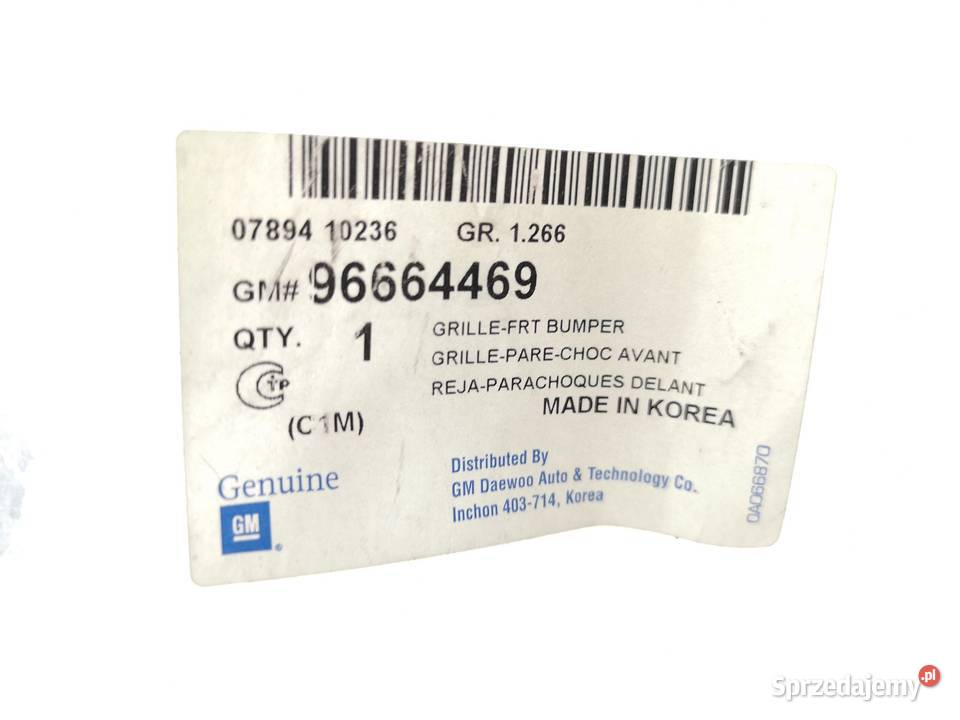 07894 10236 GR. 1.266
GM# 96664469
QTY. 1
GRILLE-FRT BUMPER
GRILLE-PARE-CHOC AVANT
REJA-PARACHOQUES DELANT
MADE IN KOREA
(C1M)
Genuine
GM
Distributed By
GM Daewoo Auto & Technology Co.
Inchon 403-714, Korea
0A066870
Sprzedajemy.pl